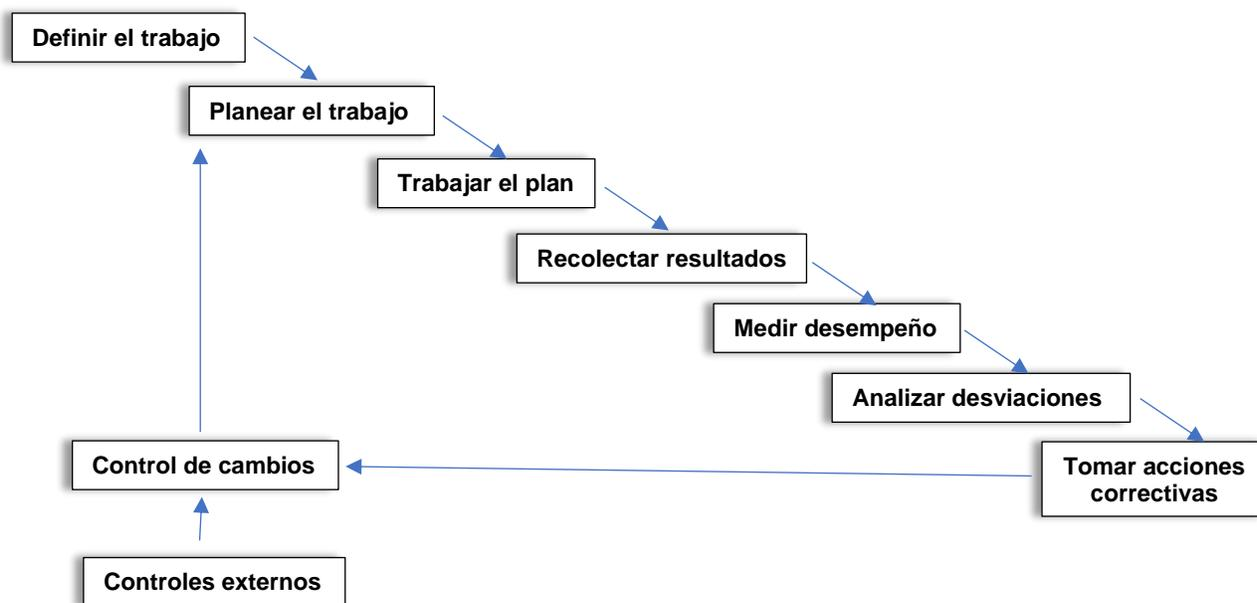 Definir el trabajo
Planear el trabajo
Trabajar el plan
Recolectar resultados
Medir desempeño
Analizar desviaciones
Control de cambios
Tomar acciones
correctivas
Controles externos